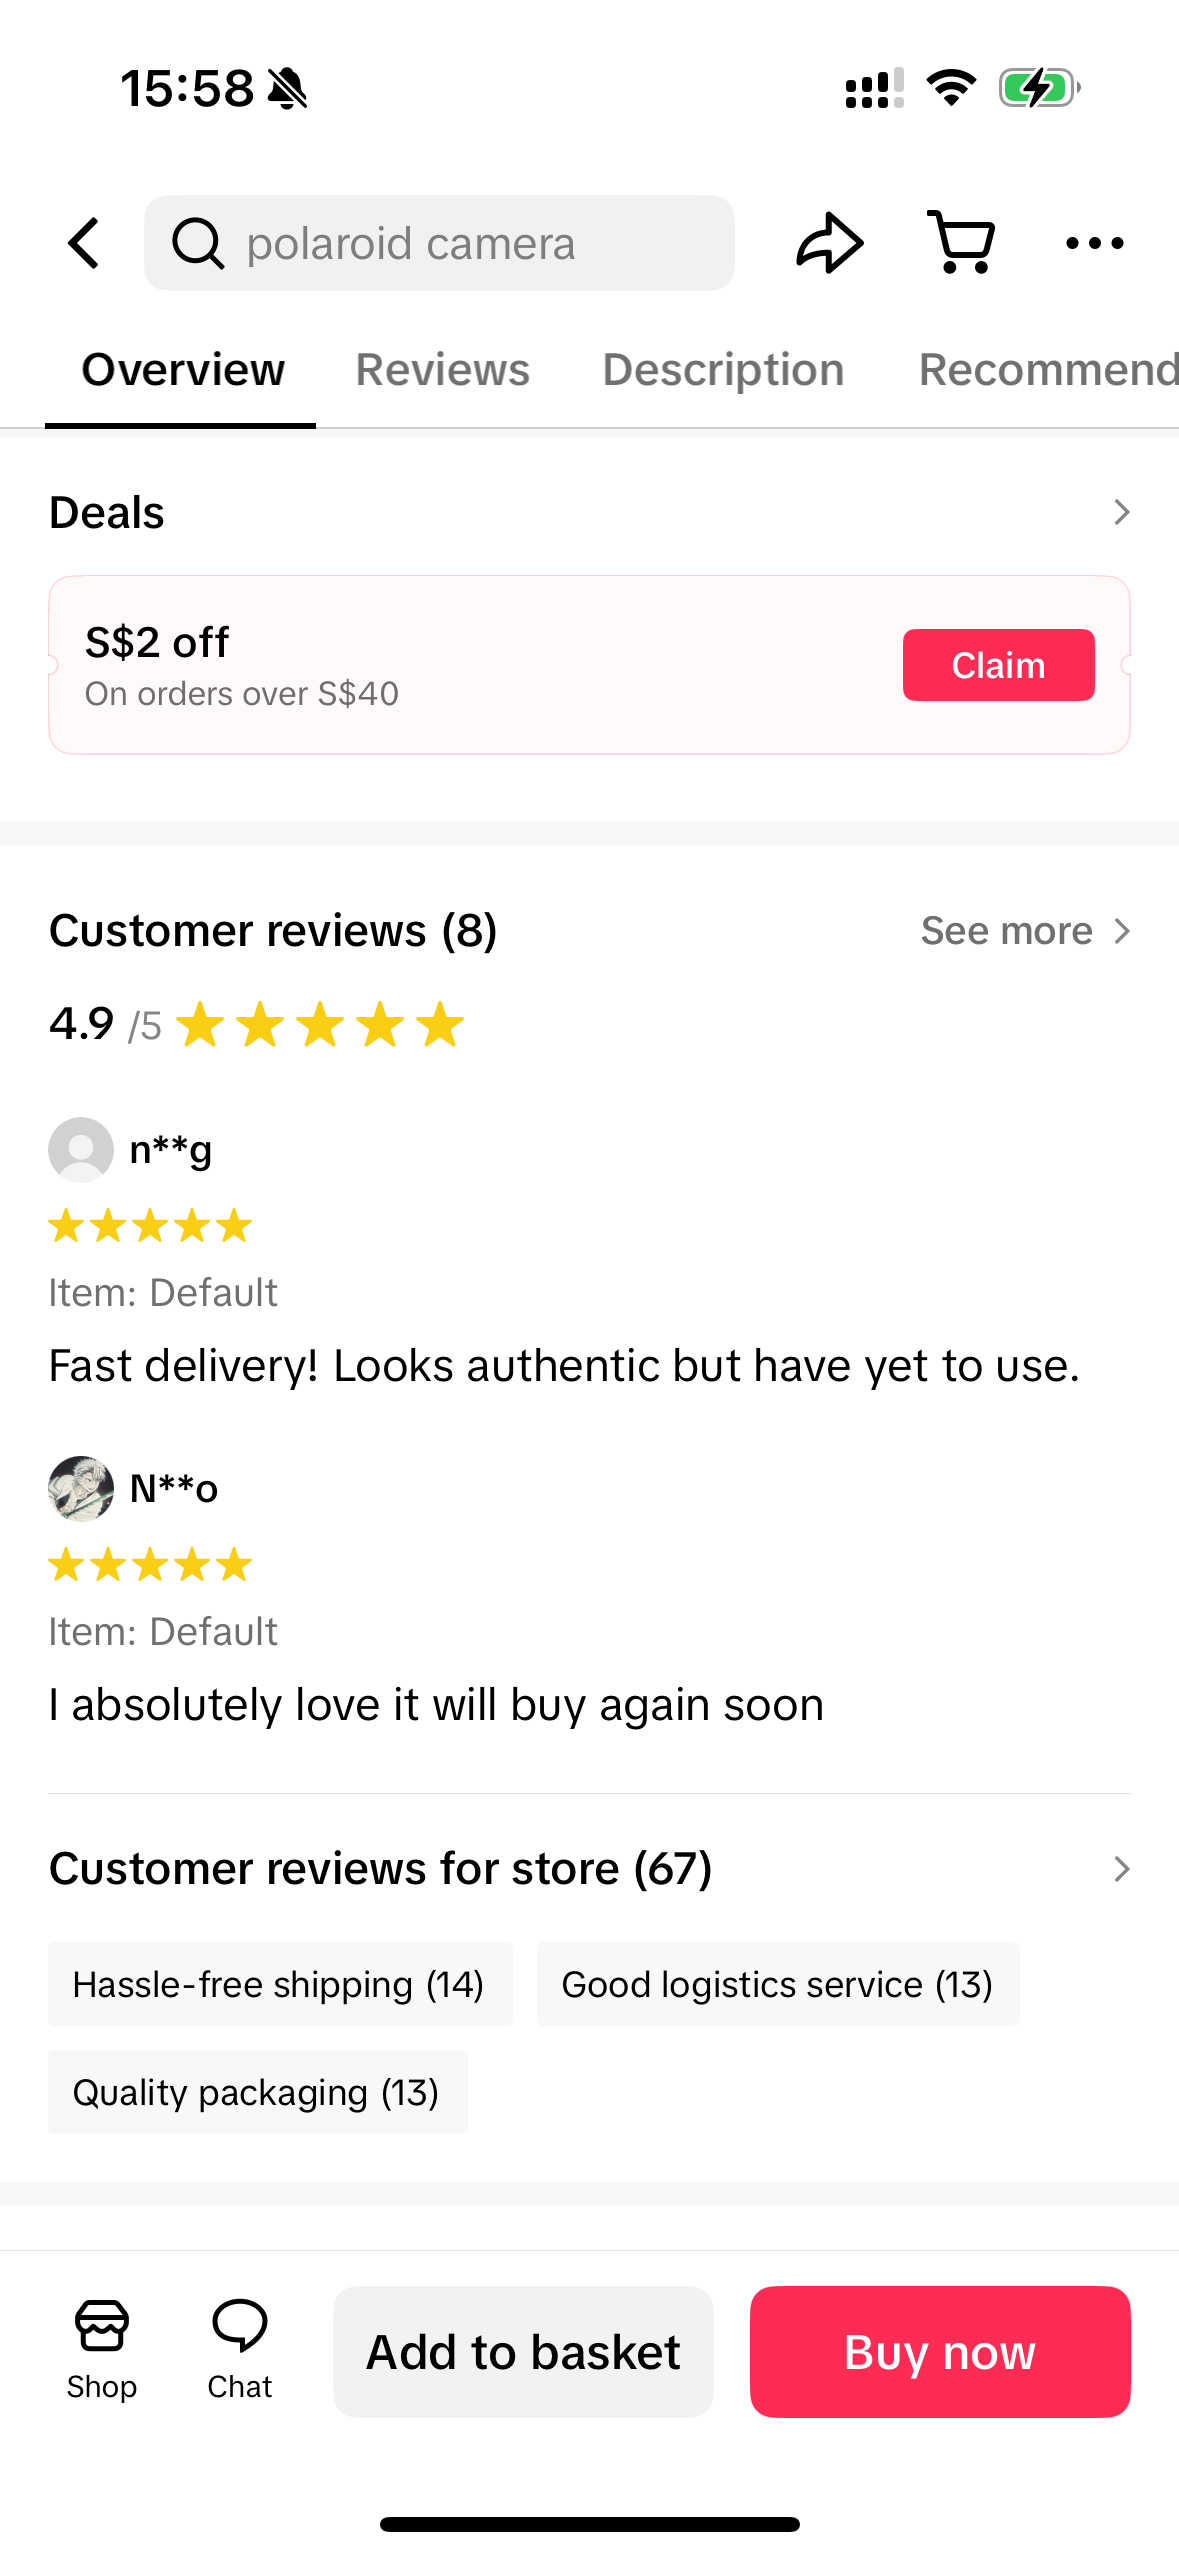 15:58
polaroid camera
Overview Reviews Description Recommend
Deals
S$2 off
On orders over S$40
Claim
Customer reviews (8)
See more
4.9 /5
n**g
Item: Default
Fast delivery! Looks authentic but have yet to use.
N**o
Item: Default
I absolutely love it will buy again soon
Customer reviews for store (67)
Hassle-free shipping (14)
Good logistics service (13)
Quality packaging (13)
Shop
Chat
Add to basket
Buy now